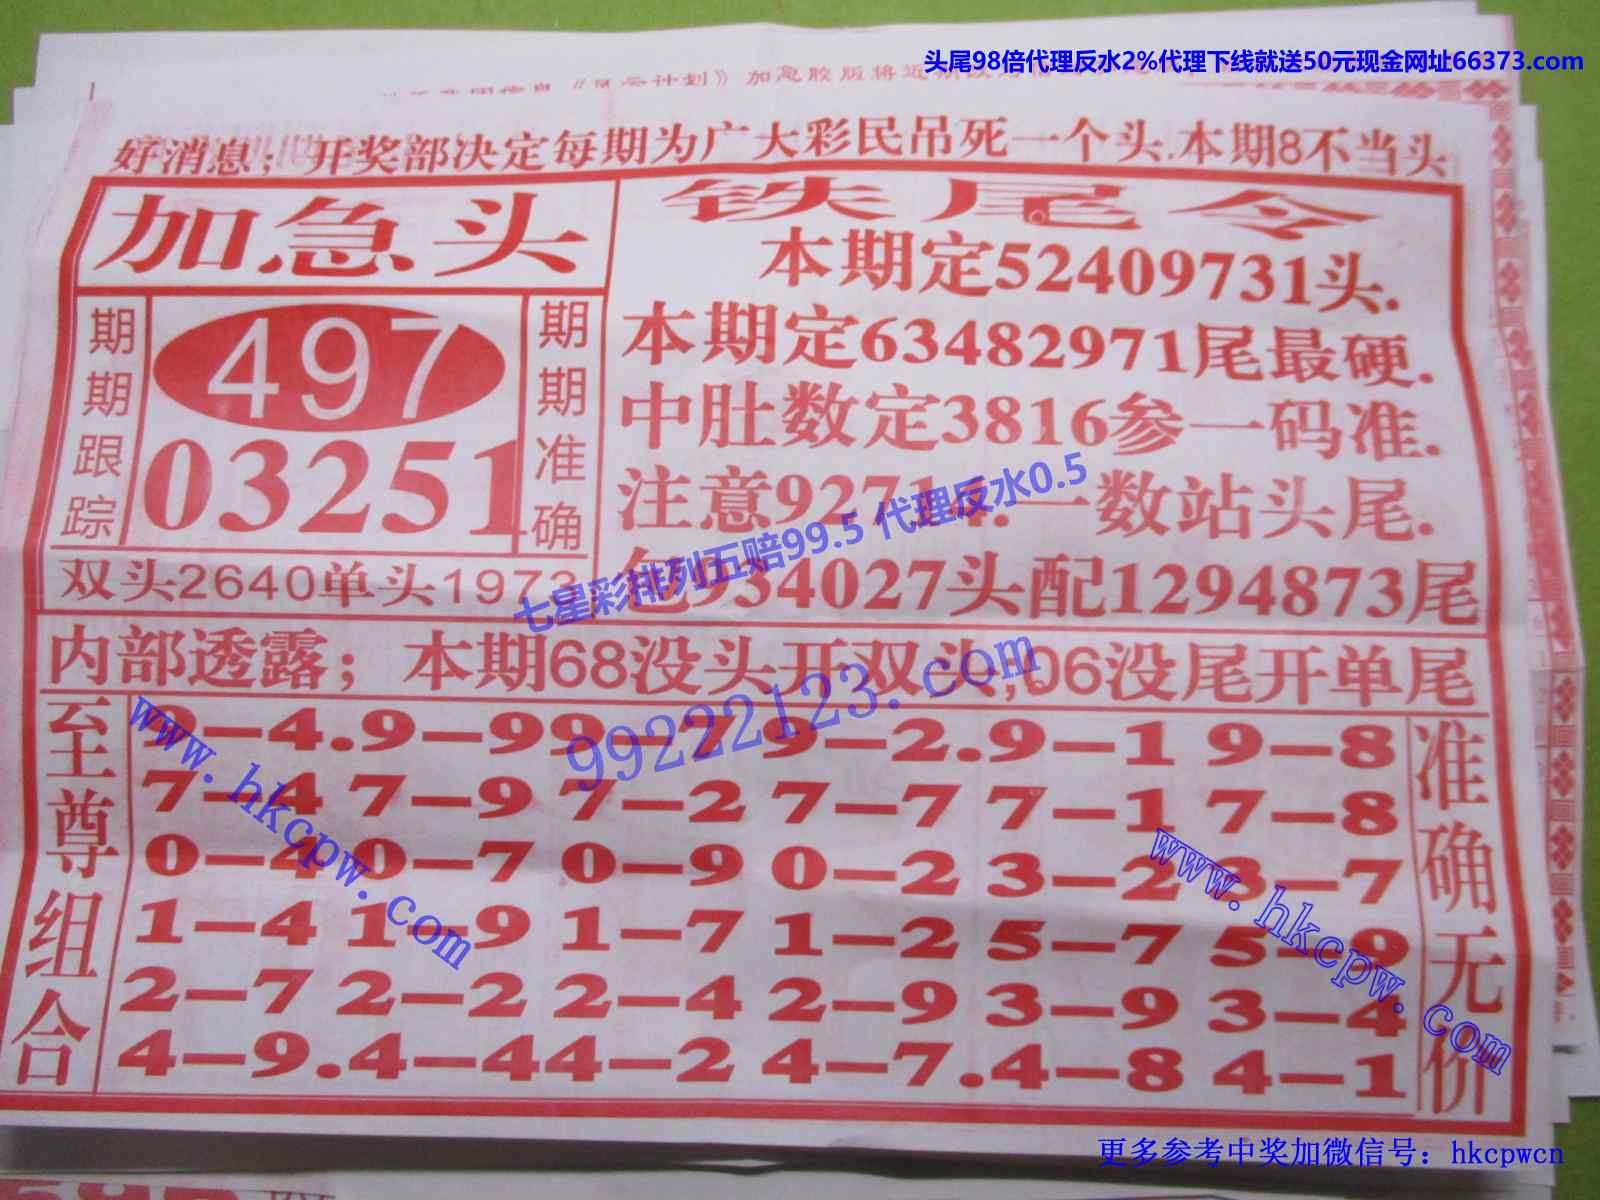 头尾98倍代理反水2%代理下线就送50元现金网址66373.com
好消息；开奖部决定每期为广大彩民吊死一个头.本期8不当头
加急头
期期跟踪
497
03251
期期准确
双头2640单头1973
铁尾令
本期定52409731头.
本期定63482971尾最硬.
中肚数定3816参一码准.
注意92714.一数站头尾.
包934027头配1294873尾
七星彩排列五赔99.5 代理反水0.5
内部透露；本期68没头开双头;06没尾开单尾
99222123.com
至尊组合
9—4.9—99—7 9—2.9—1 9—8
7—4 7—9 7—2 7—7 7—1 7—8
0—4 0—7 0—9 0—2 3—2 3—7
1—4 1—9 1—7 1—2 5—7 5—9
2—7 2—2 2—4 2—9 3—9 3—4
4—9.4—44—2 4—7.4—8 4—1
准确无价
www.hkcpw.com
www.hkcpw.com
更多参考中奖加微信号：hkcpwcn